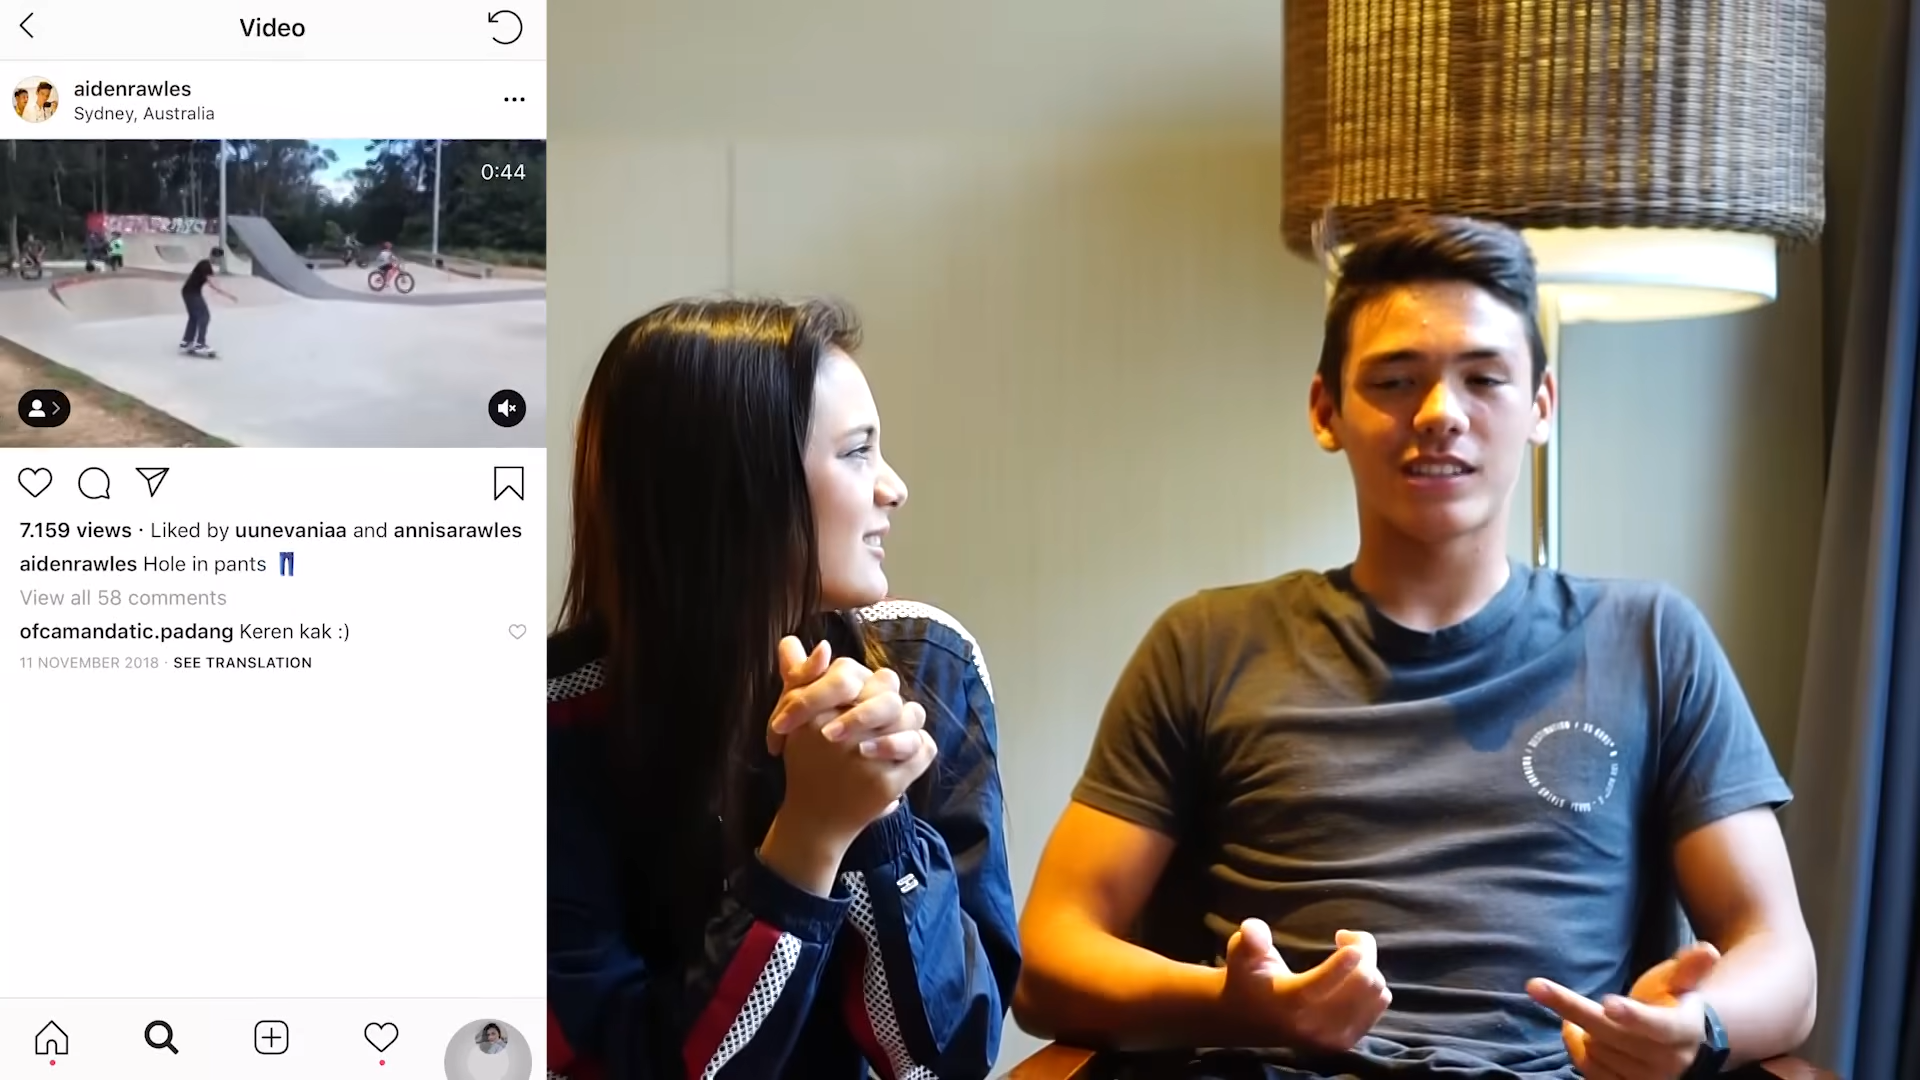 Video
aidenrawles
Sydney, Australia
0:44
7.159 views · Liked by uunevaniaa and annisarawles
aidenrawles Hole in pants 👖
View all 58 comments
ofcamandatic.padang Keren kak :)
11 NOVEMBER 2018 · SEE TRANSLATION